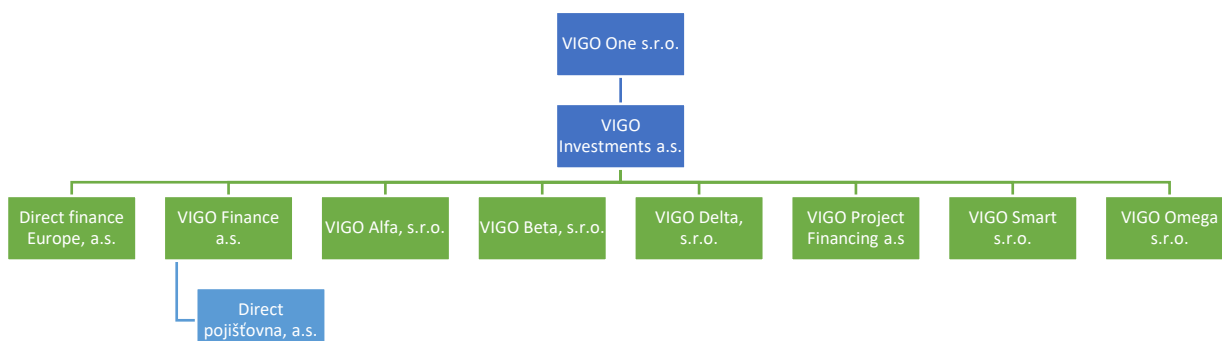 VIGO One s.r.o.
VIGO
Investments a.s.
Direct finance
Europe, a.s.
VIGO Finance
a.s.
VIGO Alfa, s.r.o.
VIGO Beta, s.r.o.
VIGO Delta,
s.r.o.
VIGO Project
Financing a.s
VIGO Smart
s.r.o.
VIGO Omega
s.r.o.
Direct
pojišťovna, a.s.